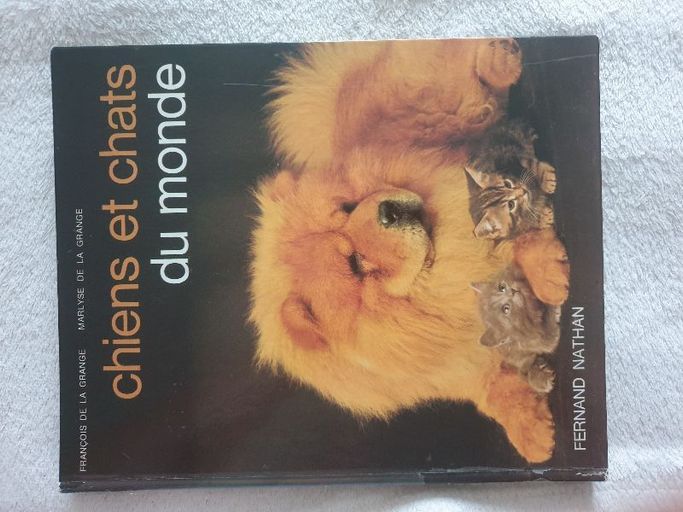 FRANÇOIS DE LA GRANGE MARLYSE DE LA GRANGE
chiens et chats
du monde
FERNAND NATHAN